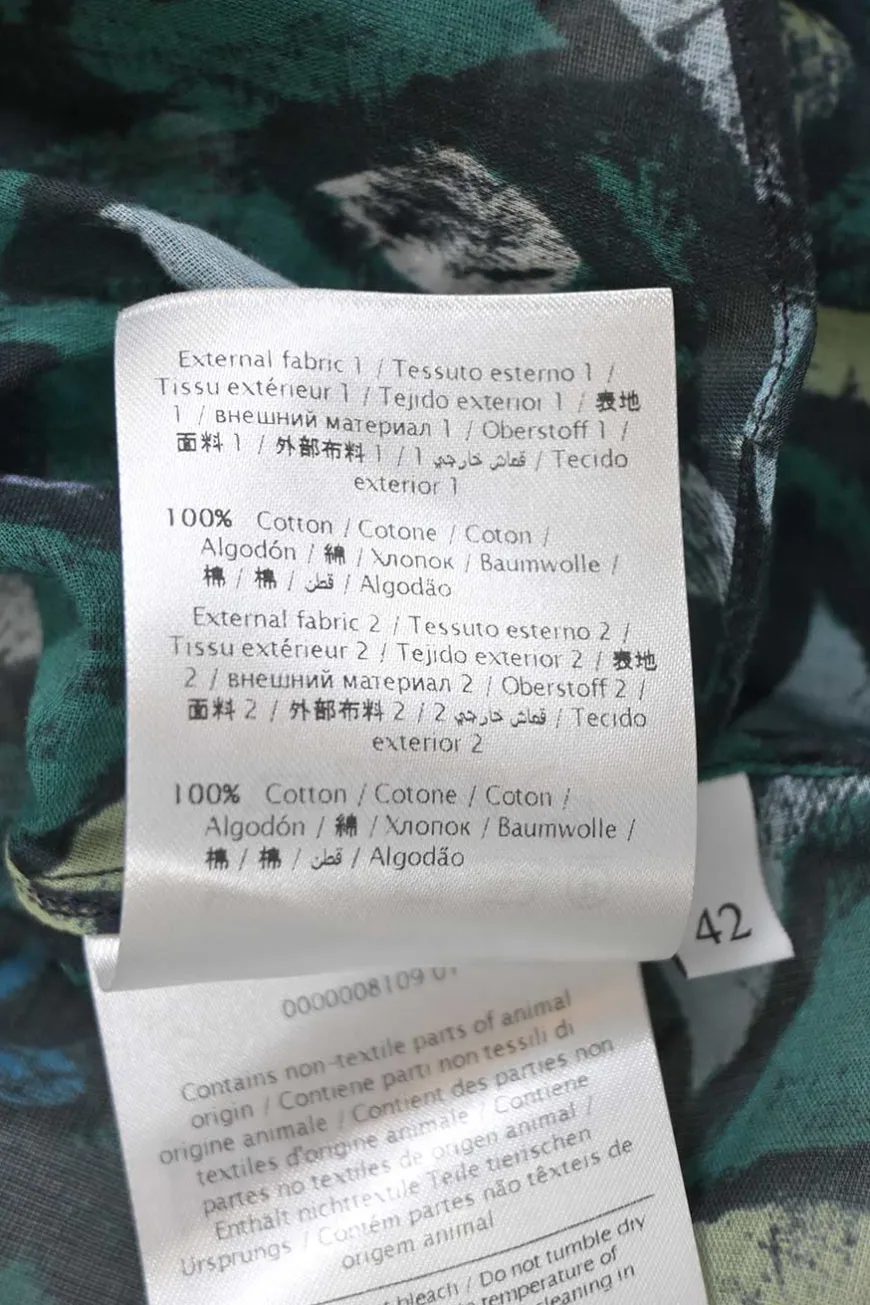 External fabric 1 / Tessuto esterno 1 /
Tissu extérieur 1 / Tejido exterior 1 / 表地
1 / внешний материал 1 / Oberstoff 1 /
面料 1 / 外部布料 1 / 1 قماش خارجي / Tecido
exterior 1
100% Cotton / Cotone / Coton /
Algodón / 綿 / Хлопок / Baumwolle /
棉 / 棉 / قطن / Algodão
External fabric 2 / Tessuto esterno 2 /
Tissu extérieur 2 / Tejido exterior 2 / 表地
2 / внешний материал 2 / Oberstoff 2 /
面料 2 / 外部布料 2 / 2 قماش خارجي / Tecido
exterior 2
100% Cotton / Cotone / Coton /
Algodón / 綿 / Хлопок / Baumwolle /
棉 / 棉 / قطن / Algodão
42
0000008109 01
Contains non-textile parts of animal
origin / Contiene parti non tessili di
origine animale / Contient des parties non
textiles d'origine animale / Contiene
partes no textiles de origen animal /
Enthält nichttextile Teile tierischen
Ursprungs / Contém partes não têxteis de
origem animal
bleach / Do not tumble dry
temperature of
cleaning in